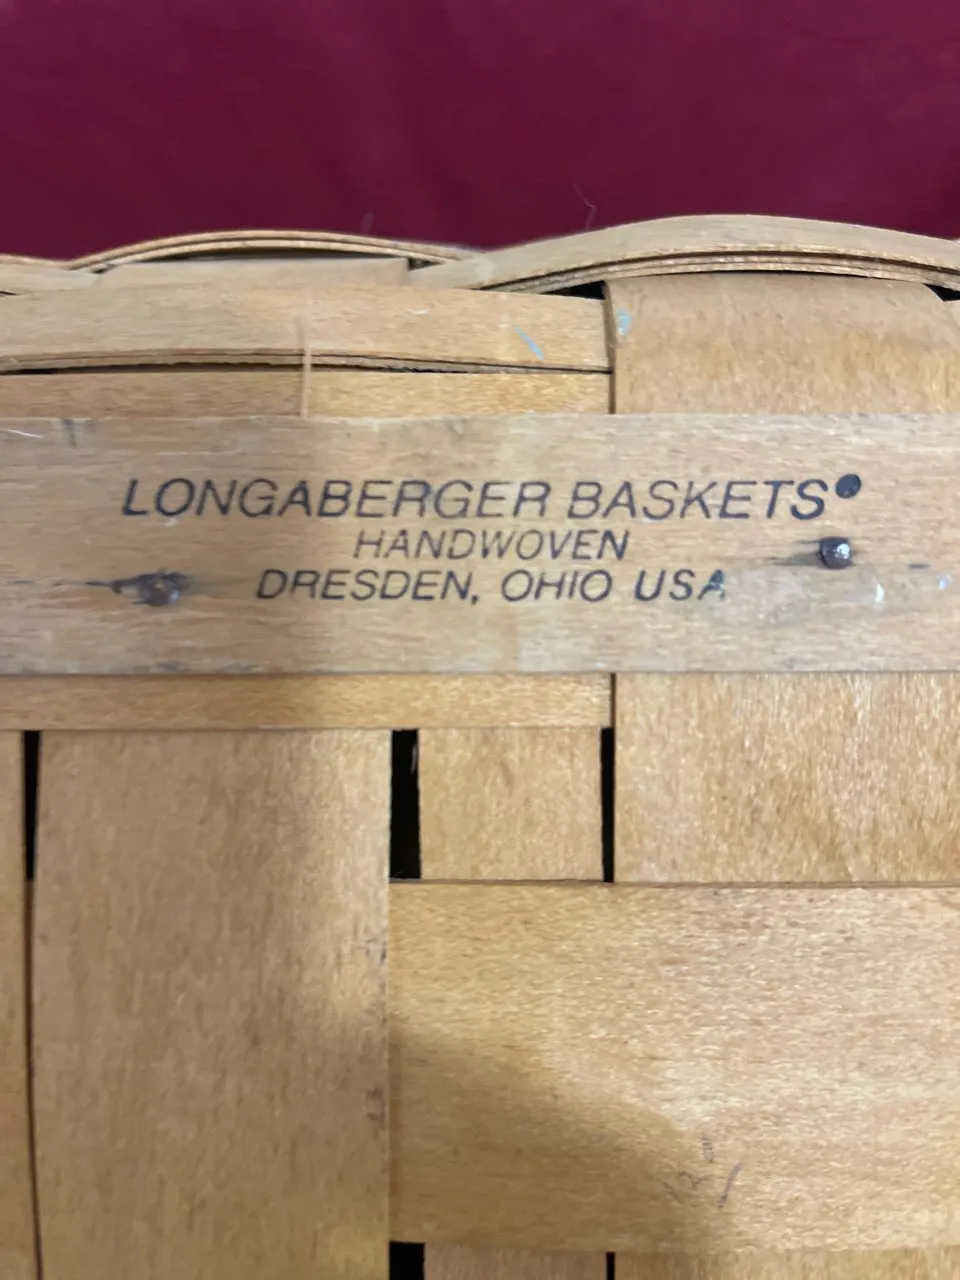 LONGABERGER BASKETS®
HANDWOVEN
DRESDEN, OHIO USA